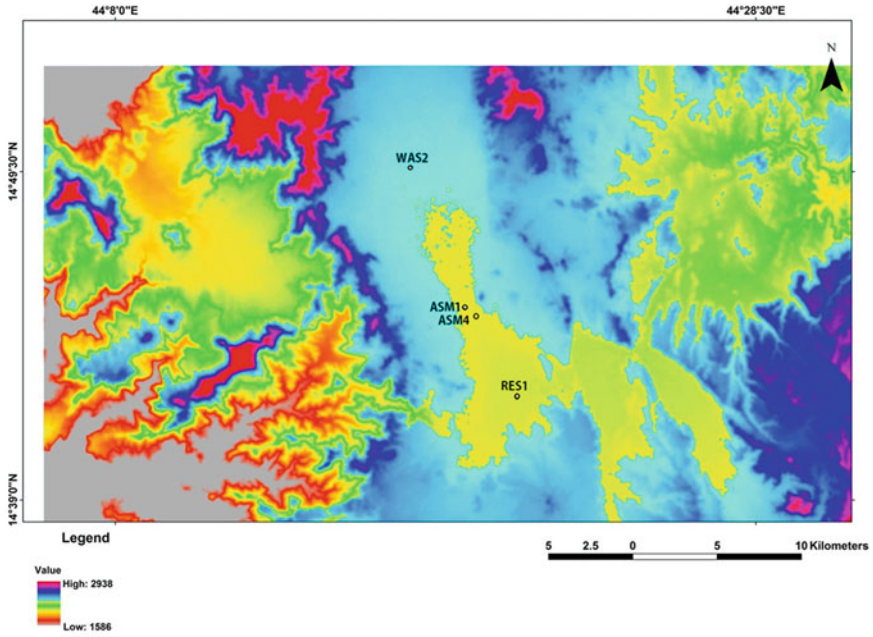 44°8'0"E 44°28'30"E
N
14°49'30"N
WAS2
ASM1
ASM4
RES1
14°39'0"N
Legend
5 2.5 0 5 10 Kilometers
Value
High: 2938
Low: 1586